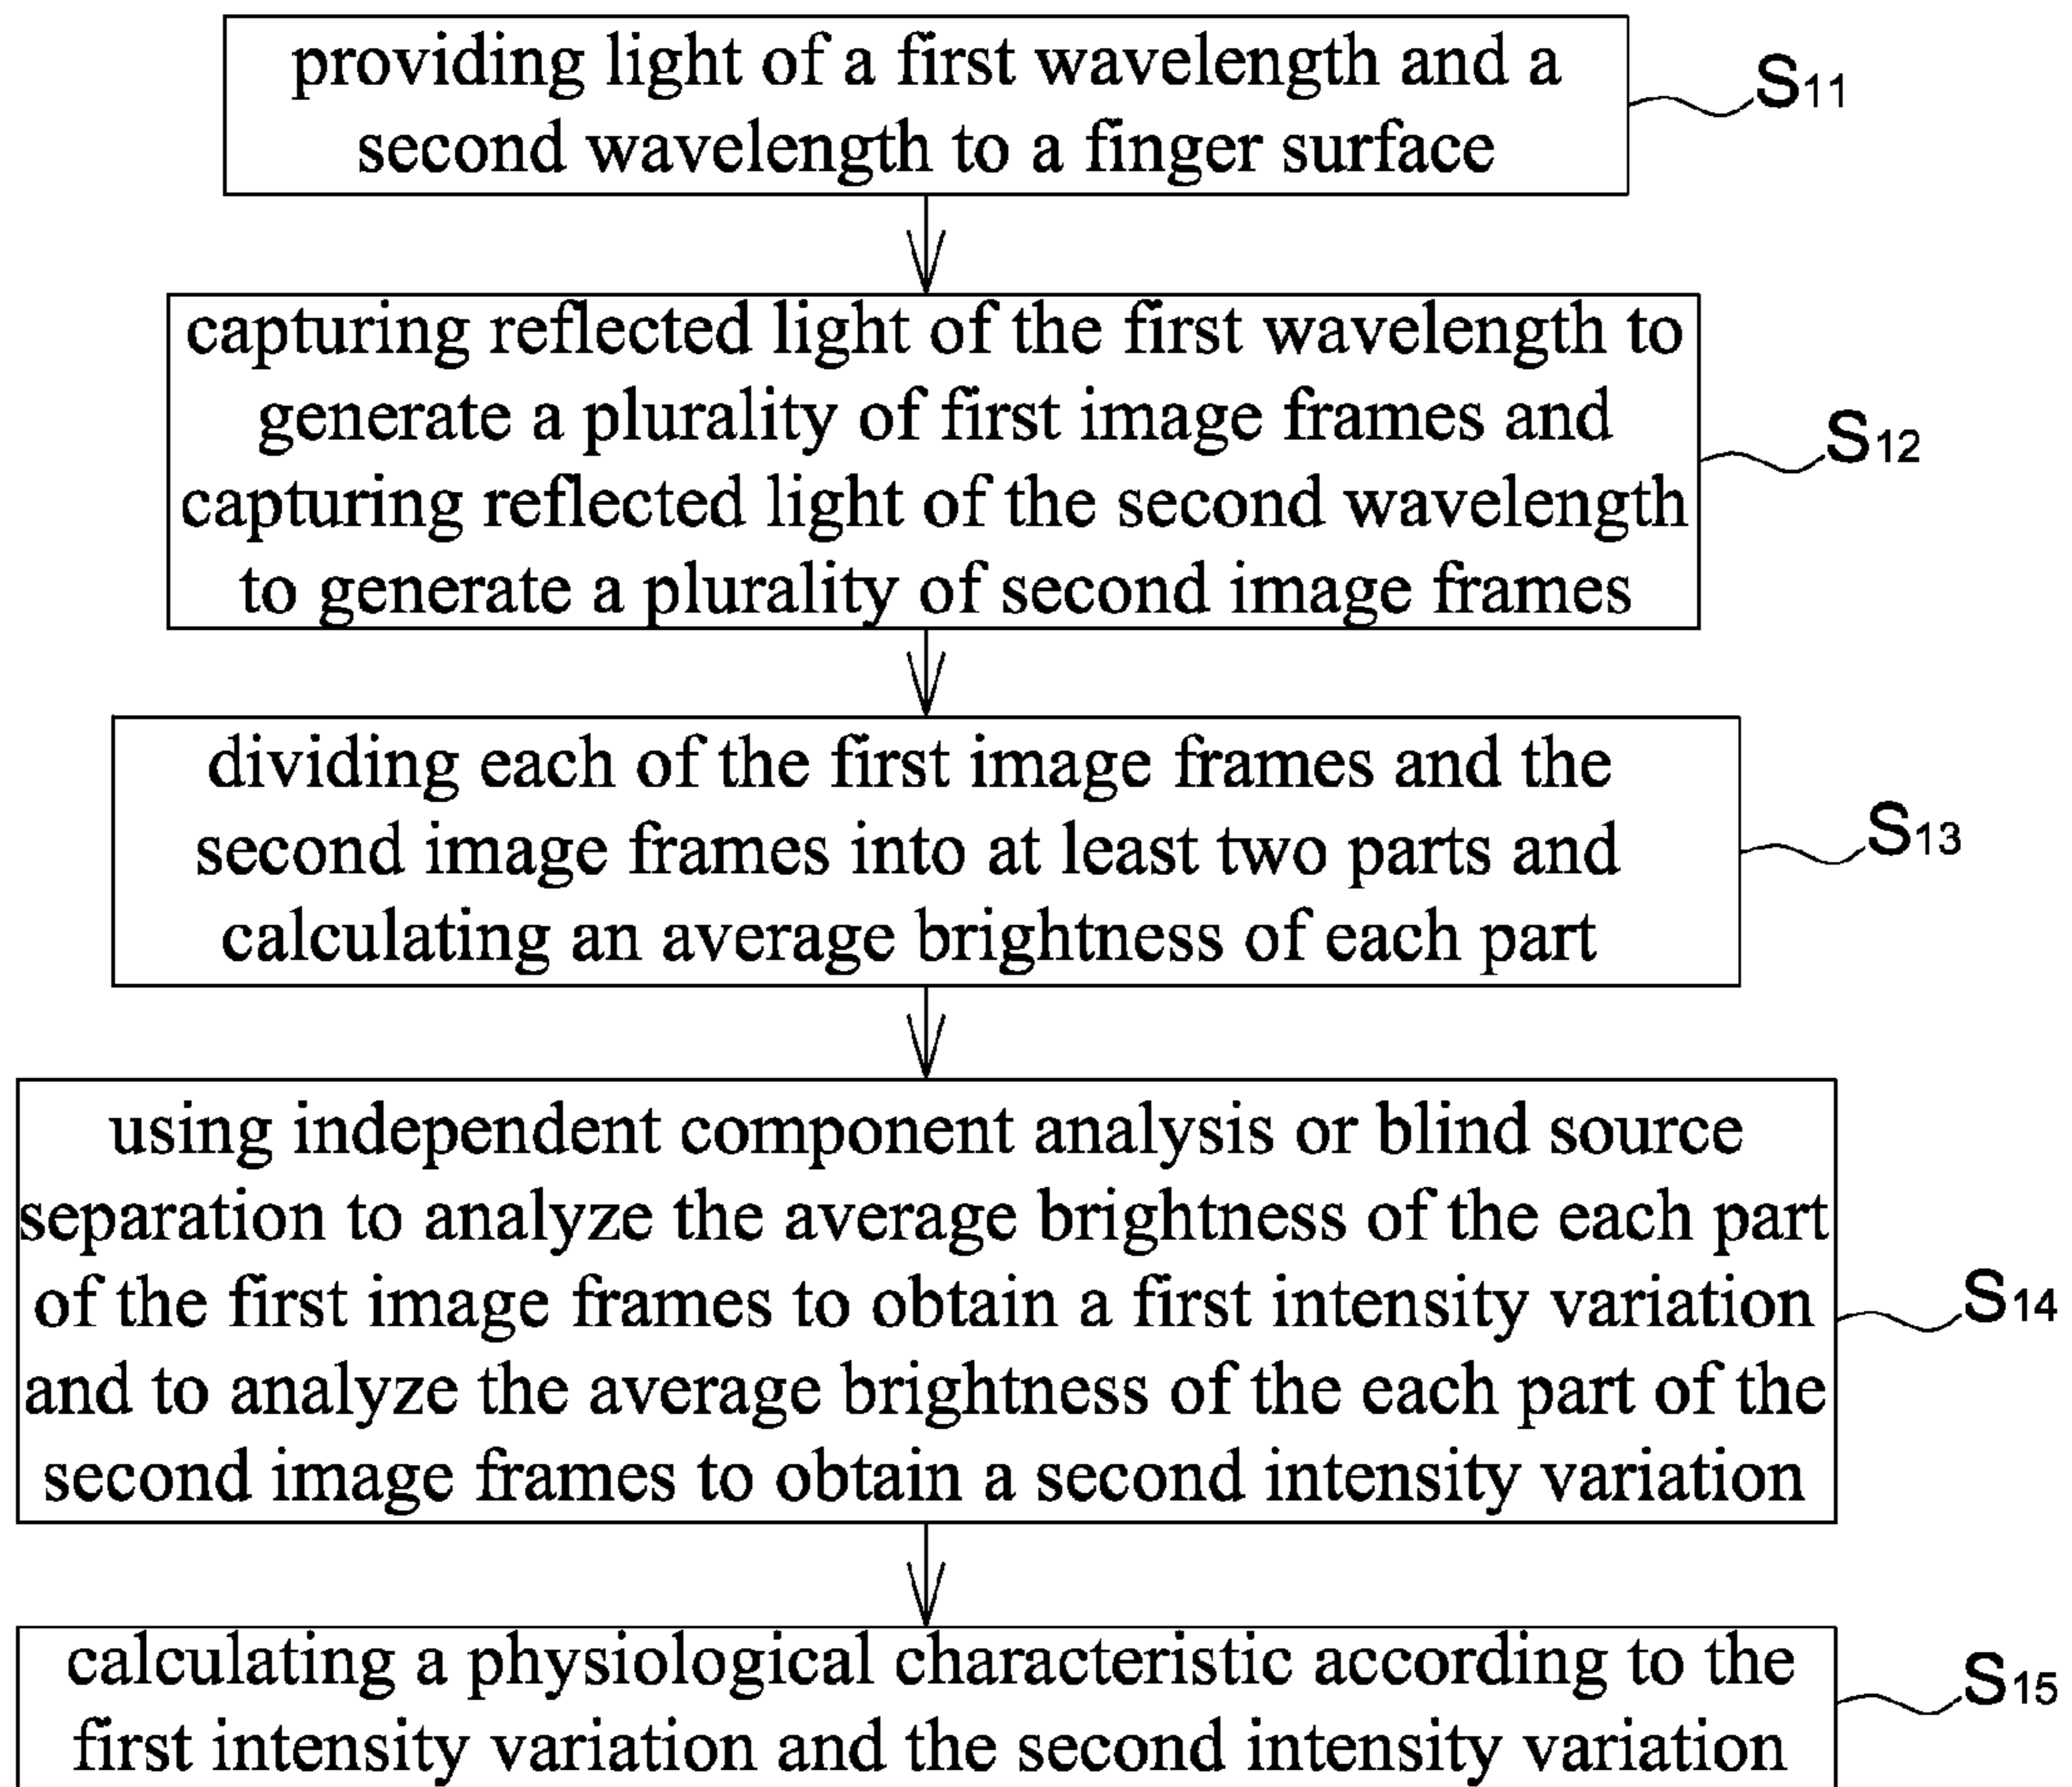 providing light of a first wavelength and a
second wavelength to a finger surface
S11
capturing reflected light of the first wavelength to
generate a plurality of first image frames and
capturing reflected light of the second wavelength
to generate a plurality of second image frames
S12
dividing each of the first image frames and the
second image frames into at least two parts and
calculating an average brightness of each part
S13
using independent component analysis or blind source
separation to analyze the average brightness of the each part
of the first image frames to obtain a first intensity variation
and to analyze the average brightness of the each part of the
second image frames to obtain a second intensity variation
S14
calculating a physiological characteristic according to the
first intensity variation and the second intensity variation
S15